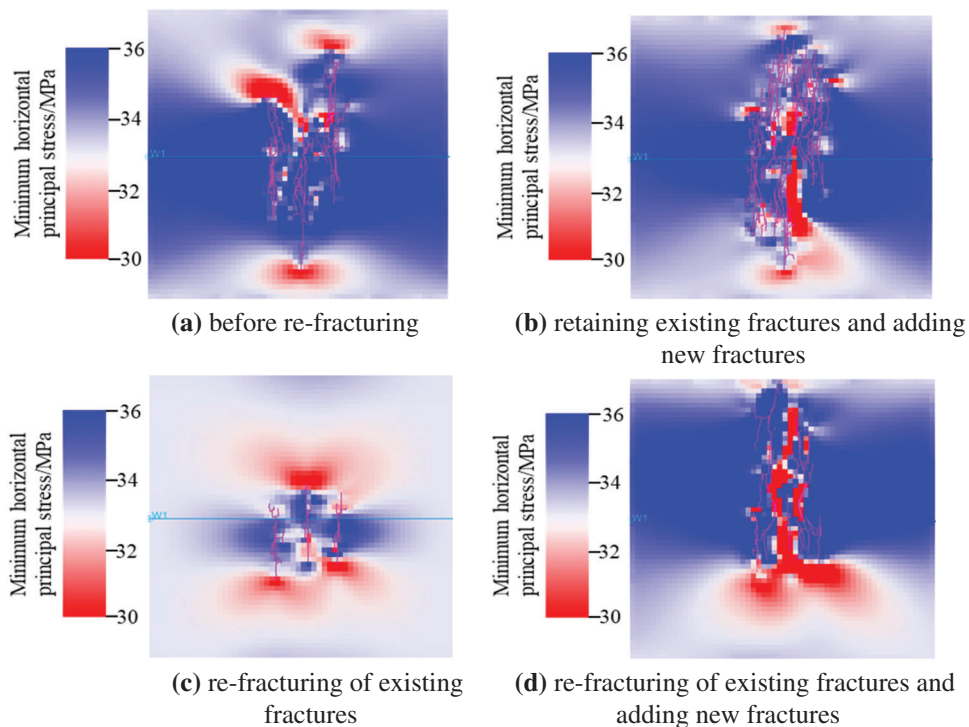 Minimum horizontal
principal stress/MPa
36
34
32
30
W1
(a) before re-fracturing
Minimum horizontal
principal stress/MPa
36
34
32
30
W1
(b) retaining existing fractures and adding
new fractures
Minimum horizontal
principal stress/MPa
36
34
32
30
W1
(c) re-fracturing of existing
fractures
Minimum horizontal
principal stress/MPa
36
34
32
30
W1
(d) re-fracturing of existing fractures and
adding new fractures